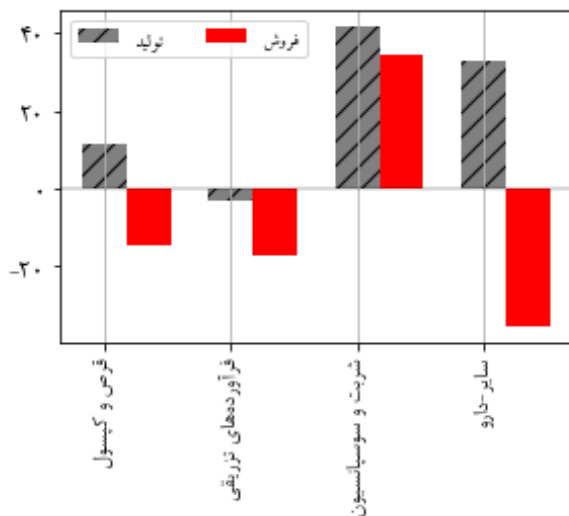 تولید
فروش
۴۰
۲۰
۰
−۲۰
قرص و کپسول
فرآورده‌های تزریقی
شربت و سوسپانسیون
سایر-دارو